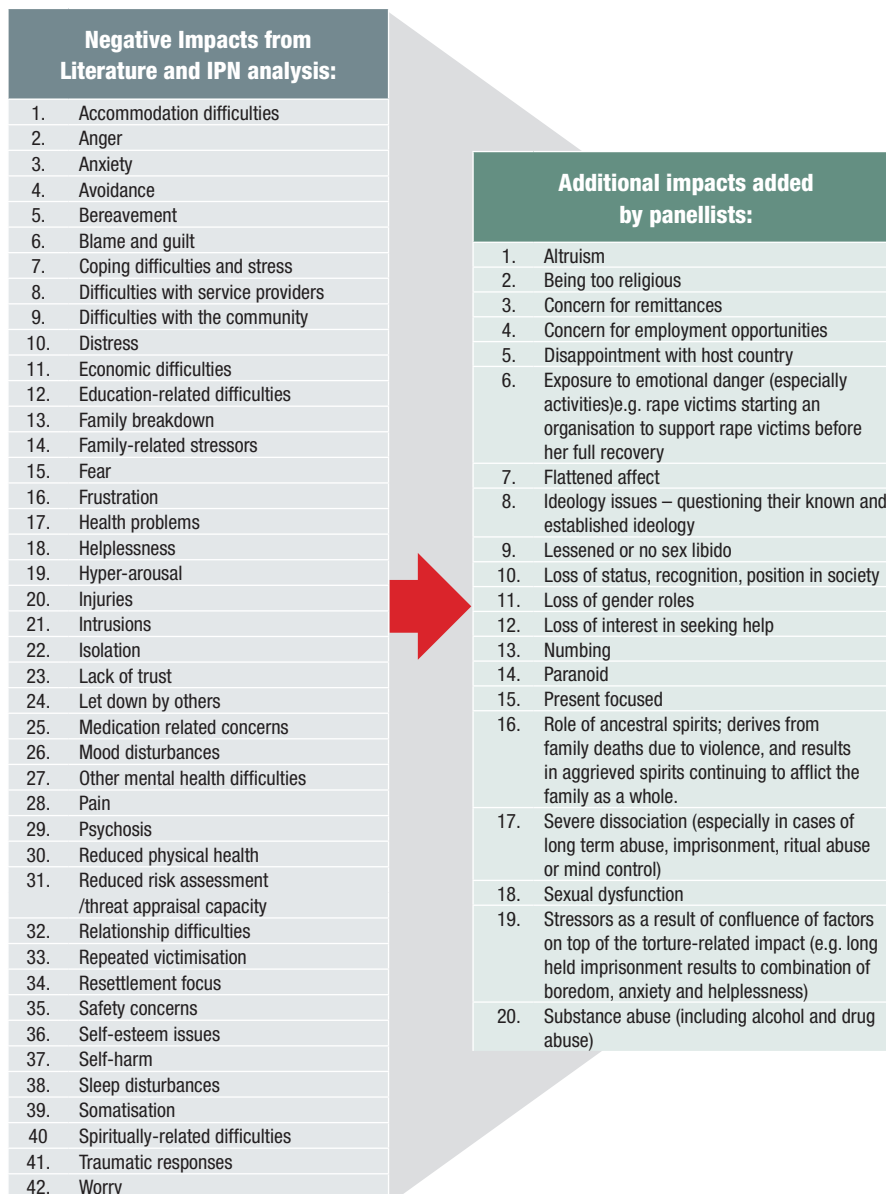 Negative Impacts from
Literature and IPN analysis:
1. Accommodation difficulties
2. Anger
3. Anxiety
4. Avoidance
5. Bereavement
6. Blame and guilt
7. Coping difficulties and stress
8. Difficulties with service providers
9. Difficulties with the community
10. Distress
11. Economic difficulties
12. Education-related difficulties
13. Family breakdown
14. Family-related stressors
15. Fear
16. Frustration
17. Health problems
18. Helplessness
19. Hyper-arousal
20. Injuries
21. Intrusions
22. Isolation
23. Lack of trust
24. Let down by others
25. Medication related concerns
26. Mood disturbances
27. Other mental health difficulties
28. Pain
29. Psychosis
30. Reduced physical health
31. Reduced risk assessment
/threat appraisal capacity
32. Relationship difficulties
33. Repeated victimisation
34. Resettlement focus
35. Safety concerns
36. Self-esteem issues
37. Self-harm
38. Sleep disturbances
39. Somatisation
40 Spiritually-related difficulties
41. Traumatic responses
42. Worry
Additional impacts added
by panellists:
1. Altruism
2. Being too religious
3. Concern for remittances
4. Concern for employment opportunities
5. Disappointment with host country
6. Exposure to emotional danger (especially
activities)e.g. rape victims starting an
organisation to support rape victims before
her full recovery
7. Flattened affect
8. Ideology issues – questioning their known and
established ideology
9. Lessened or no sex libido
10. Loss of status, recognition, position in society
11. Loss of gender roles
12. Loss of interest in seeking help
13. Numbing
14. Paranoid
15. Present focused
16. Role of ancestral spirits; derives from
family deaths due to violence, and results
in aggrieved spirits continuing to afflict the
family as a whole.
17. Severe dissociation (especially in cases of
long term abuse, imprisonment, ritual abuse
or mind control)
18. Sexual dysfunction
19. Stressors as a result of confluence of factors
on top of the torture-related impact (e.g. long
held imprisonment results to combination of
boredom, anxiety and helplessness)
20. Substance abuse (including alcohol and drug
abuse)